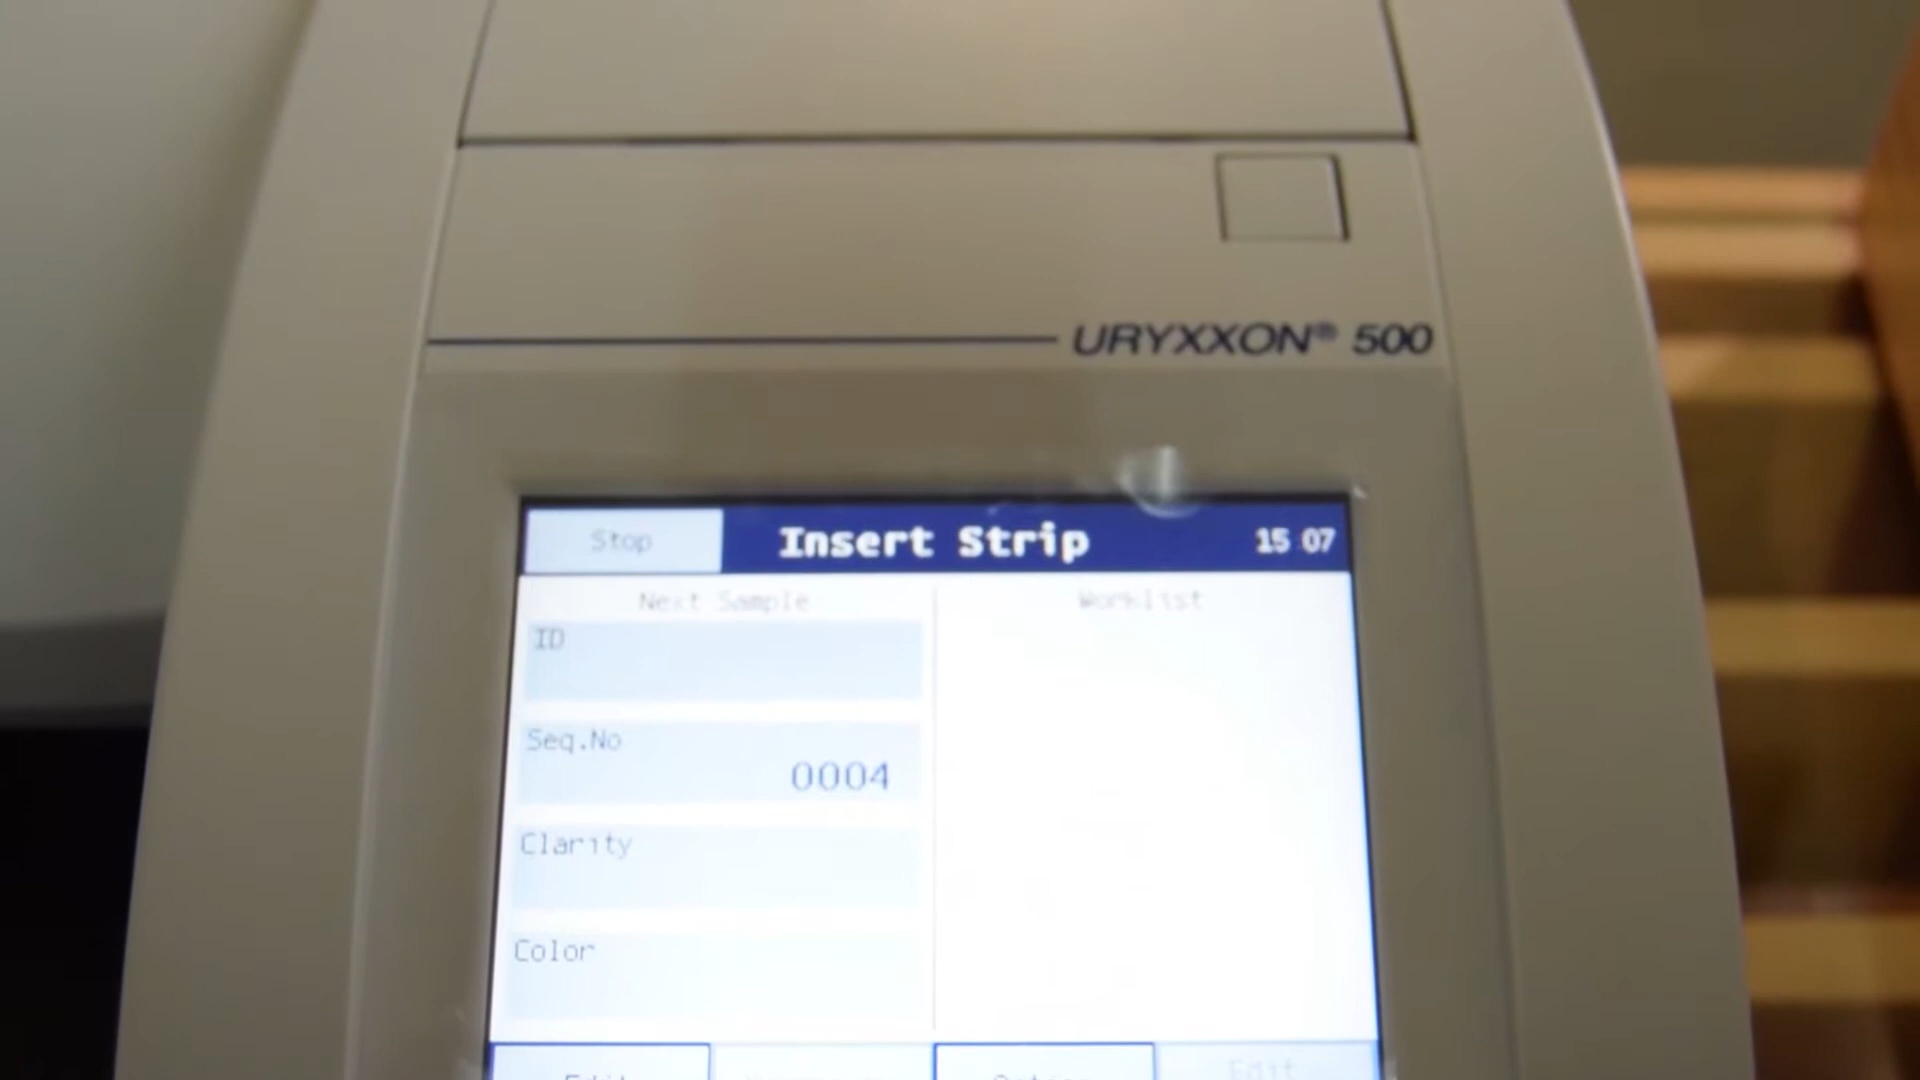 URYXXON® 500
Stop Insert Strip 15 07
Next Sample Worklist
ID
Seq.No
0004
Clarity
Color
Edit